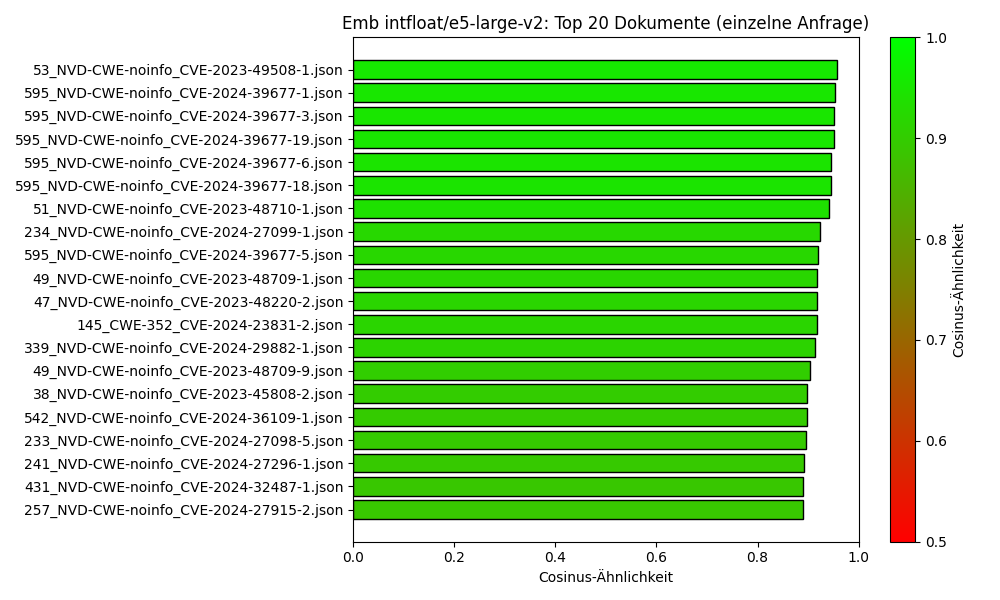 Emb intfloat/e5-large-v2: Top 20 Dokumente (einzelne Anfrage)
53_NVD-CWE-noinfo_CVE-2023-49508-1.json
595_NVD-CWE-noinfo_CVE-2024-39677-1.json
595_NVD-CWE-noinfo_CVE-2024-39677-3.json
595_NVD-CWE-noinfo_CVE-2024-39677-19.json
595_NVD-CWE-noinfo_CVE-2024-39677-6.json
595_NVD-CWE-noinfo_CVE-2024-39677-18.json
51_NVD-CWE-noinfo_CVE-2023-48710-1.json
234_NVD-CWE-noinfo_CVE-2024-27099-1.json
595_NVD-CWE-noinfo_CVE-2024-39677-5.json
49_NVD-CWE-noinfo_CVE-2023-48709-1.json
47_NVD-CWE-noinfo_CVE-2023-48220-2.json
145_CWE-352_CVE-2024-23831-2.json
339_NVD-CWE-noinfo_CVE-2024-29882-1.json
49_NVD-CWE-noinfo_CVE-2023-48709-9.json
38_NVD-CWE-noinfo_CVE-2023-45808-2.json
542_NVD-CWE-noinfo_CVE-2024-36109-1.json
233_NVD-CWE-noinfo_CVE-2024-27098-5.json
241_NVD-CWE-noinfo_CVE-2024-27296-1.json
431_NVD-CWE-noinfo_CVE-2024-32487-1.json
257_NVD-CWE-noinfo_CVE-2024-27915-2.json
0.0 0.2 0.4 0.6 0.8 1.0
Cosinus-Ähnlichkeit
1.0
0.9
0.8
0.7
0.6
0.5
Cosinus-Ähnlichkeit